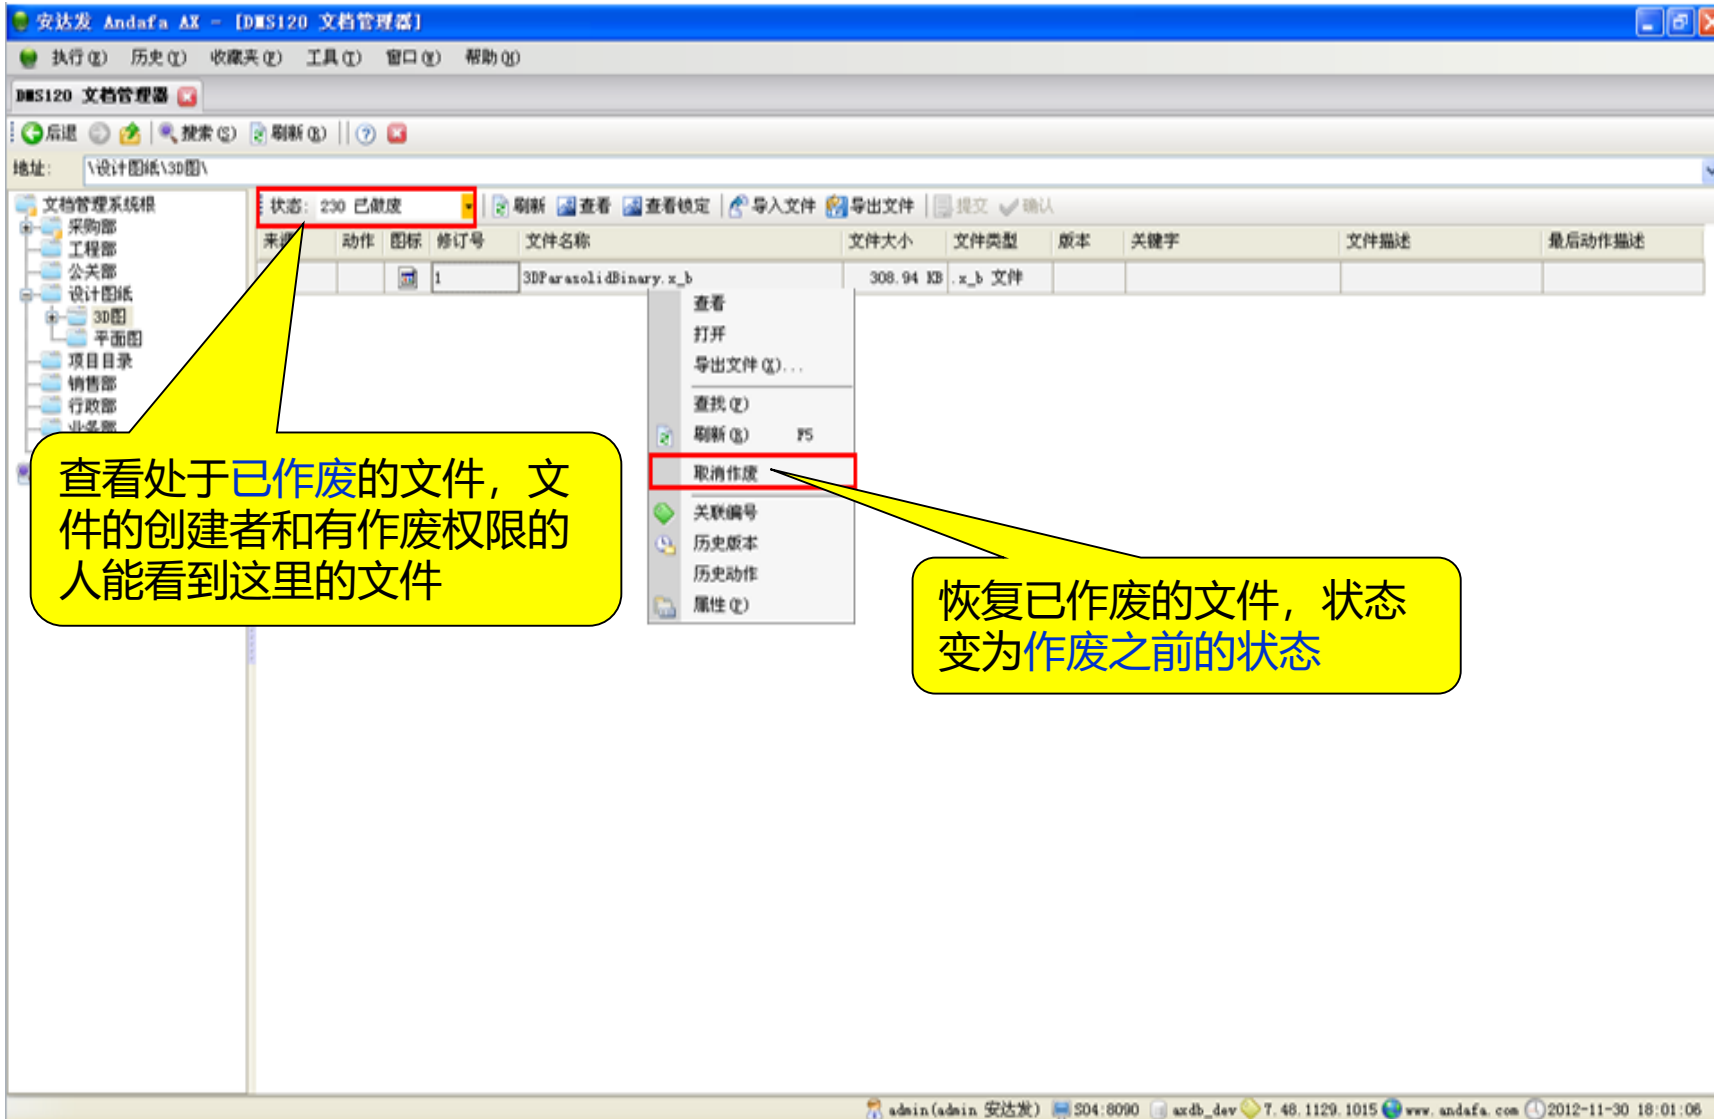 安达发 Andafa AX - [DMS120 文档管理器]
执行(E) 历史(T) 收藏夹(F) 工具(T) 窗口(W) 帮助(H)
DMS120 文档管理器
后退 搜索(S) 刷新(R)
地址: \设计图纸\3D图\
文档管理系统根
采购部
工程部
公关部
设计图纸
3D图
平面图
项目目录
销售部
行政部
业务部
状态: 230 已做废 刷新 查看 查看锁定 导入文件 导出文件 提交 确认
动作 图标 修订号 文件名称 文件大小 文件类型 版本 关键字 文件描述 最后动作描述
1 3DParasolidBinary.x_b 308.94 KB .x_b 文件
查看
打开
导出文件(X)...
查找(F)
刷新(R) F5
取消作废
关联编号
历史版本
历史动作
属性(P)
查看处于已作废的文件，文
件的创建者和有作废权限的
人能看到这里的文件
恢复已作废的文件，状态
变为作废之前的状态
admin(admin 安达发) S04:8090 axdb_dev 7.48.1129.1015 www.andafa.com 2012-11-30 18:01:06